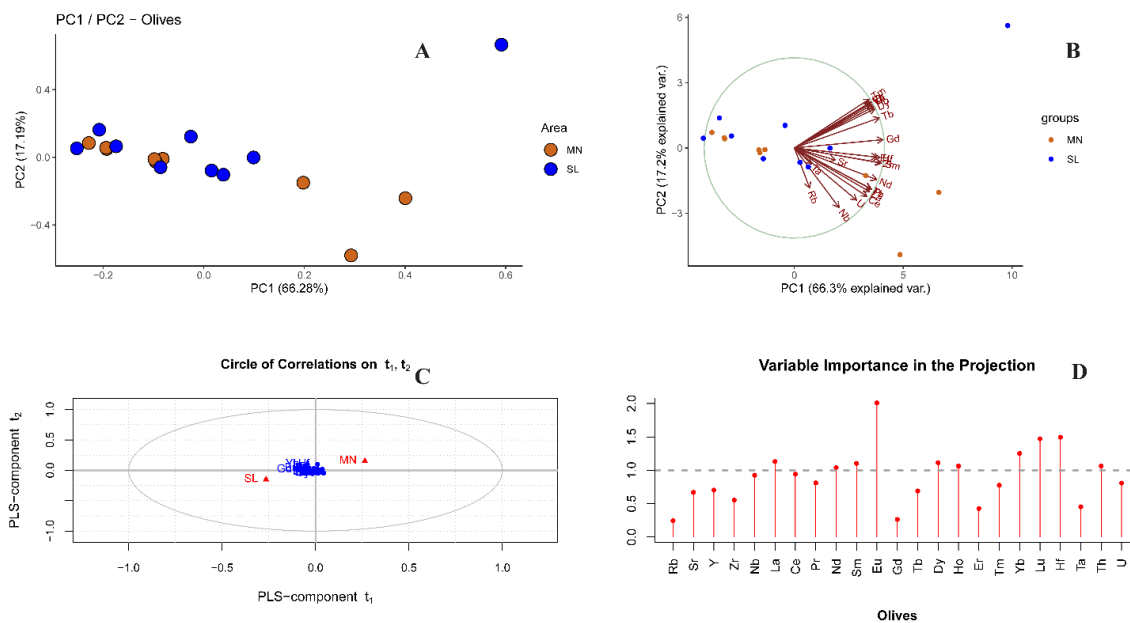 PC1 / PC2 − Olives
A
0.4
0.0
−0.4
PC2 (17.19%)
−0.2
0.0
0.2
0.4
0.6
PC1 (66.28%)
Area
MN
SL
B
6
3
0
−3
PC2 (17.2% explained var.)
Tb
Gd
Sr
Sm
Nd
Ta
Rb
Nb
U
Ce
0
5
10
PC1 (66.3% explained var.)
groups
MN
SL
Circle of Correlations on t1, t2
C
1.0
0.5
0.0
−0.5
−1.0
PLS−component t2
MN
SL
−1.0
−0.5
0.0
0.5
1.0
PLS−component t1
Variable Importance in the Projection
D
2.0
1.5
1.0
0.5
0.0
Rb Sr Y Zr Nb La Ce Pr Nd Sm Eu Gd Tb Dy Ho Er Tm Yb Lu Hf Ta Th U
Olives